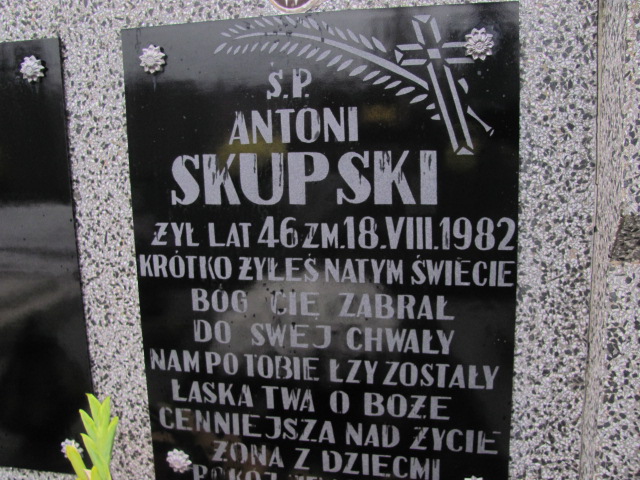 Ś.P.
ANTONI
SKUPSKI
ŻYŁ LAT 46 ZM. 18.VIII.1982
KRÓTKO ŻYŁEŚ NA TYM ŚWIECIE
BÓG CIĘ ZABRAŁ
DO SWEJ CHWAŁY
NAM PO TOBIE ŁZY ZOSTAŁY
ŁASKA TWA O BOŻE
CENNIEJSZA NAD ŻYCIE
ŻONA Z DZIEĆMI